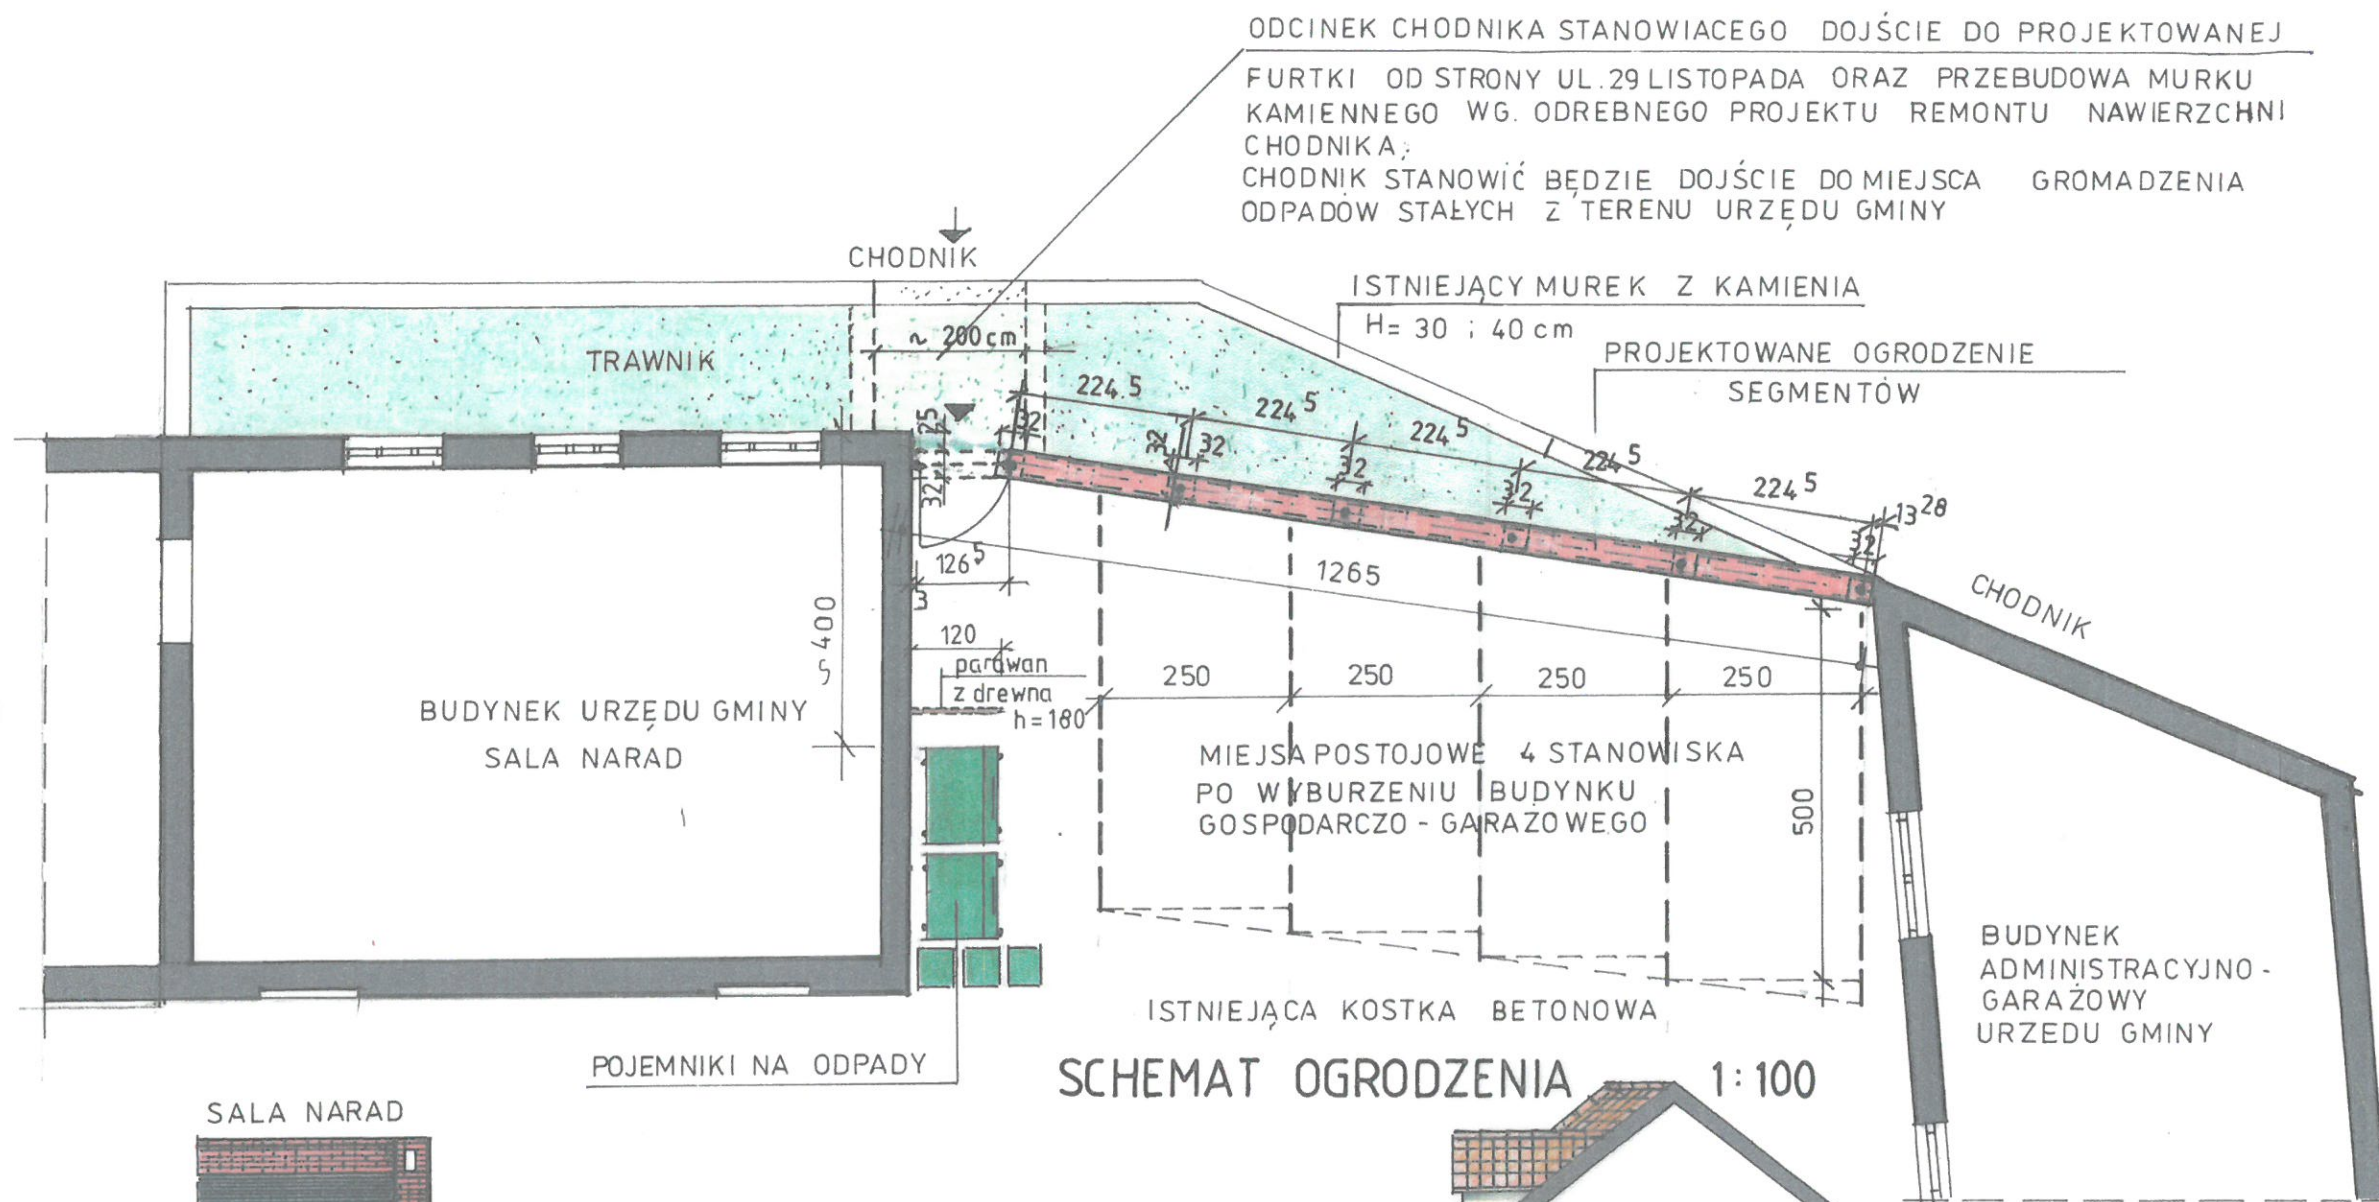 ODCINEK CHODNIKA STANOWIACEGO DOJŚCIE DO PROJEKTOWANEJ
FURTKI OD STRONY UL.29 LISTOPADA ORAZ PRZEBUDOWA MURKU
KAMIENNEGO WG. ODREBNEGO PROJEKTU REMONTU NAWIERZCHNI
CHODNIKA;
CHODNIK STANOWIĆ BĘDZIE DOJŚCIE DO MIEJSCA GROMADZENIA
ODPADÓW STAŁYCH Z TERENU URZĘDU GMINY
CHODNIK
ISTNIEJĄCY MUREK Z KAMIENIA
H= 30 ; 40 cm
PROJEKTOWANE OGRODZENIE
SEGMENTÓW
TRAWNIK
~ 200 cm
224.5
224 5
224 5
224 5
224 5
13 28
25
32
32
32
32
32
32
32
32
126 5
3
1265
CHODNIK
~ 400
120
parawan
z drewna
h=180
250
250
250
250
BUDYNEK URZĘDU GMINY
SALA NARAD
MIEJSA POSTOJOWE 4 STANOWISKA
PO WYBURZENIU BUDYNKU
GOSPODARCZO - GARAŻOWEGO
500
BUDYNEK
ADMINISTRACYJNO -
GARAŻOWY
URZEDU GMINY
ISTNIEJĄCA KOSTKA BETONOWA
POJEMNIKI NA ODPADY
SCHEMAT OGRODZENIA 1:100
SALA NARAD